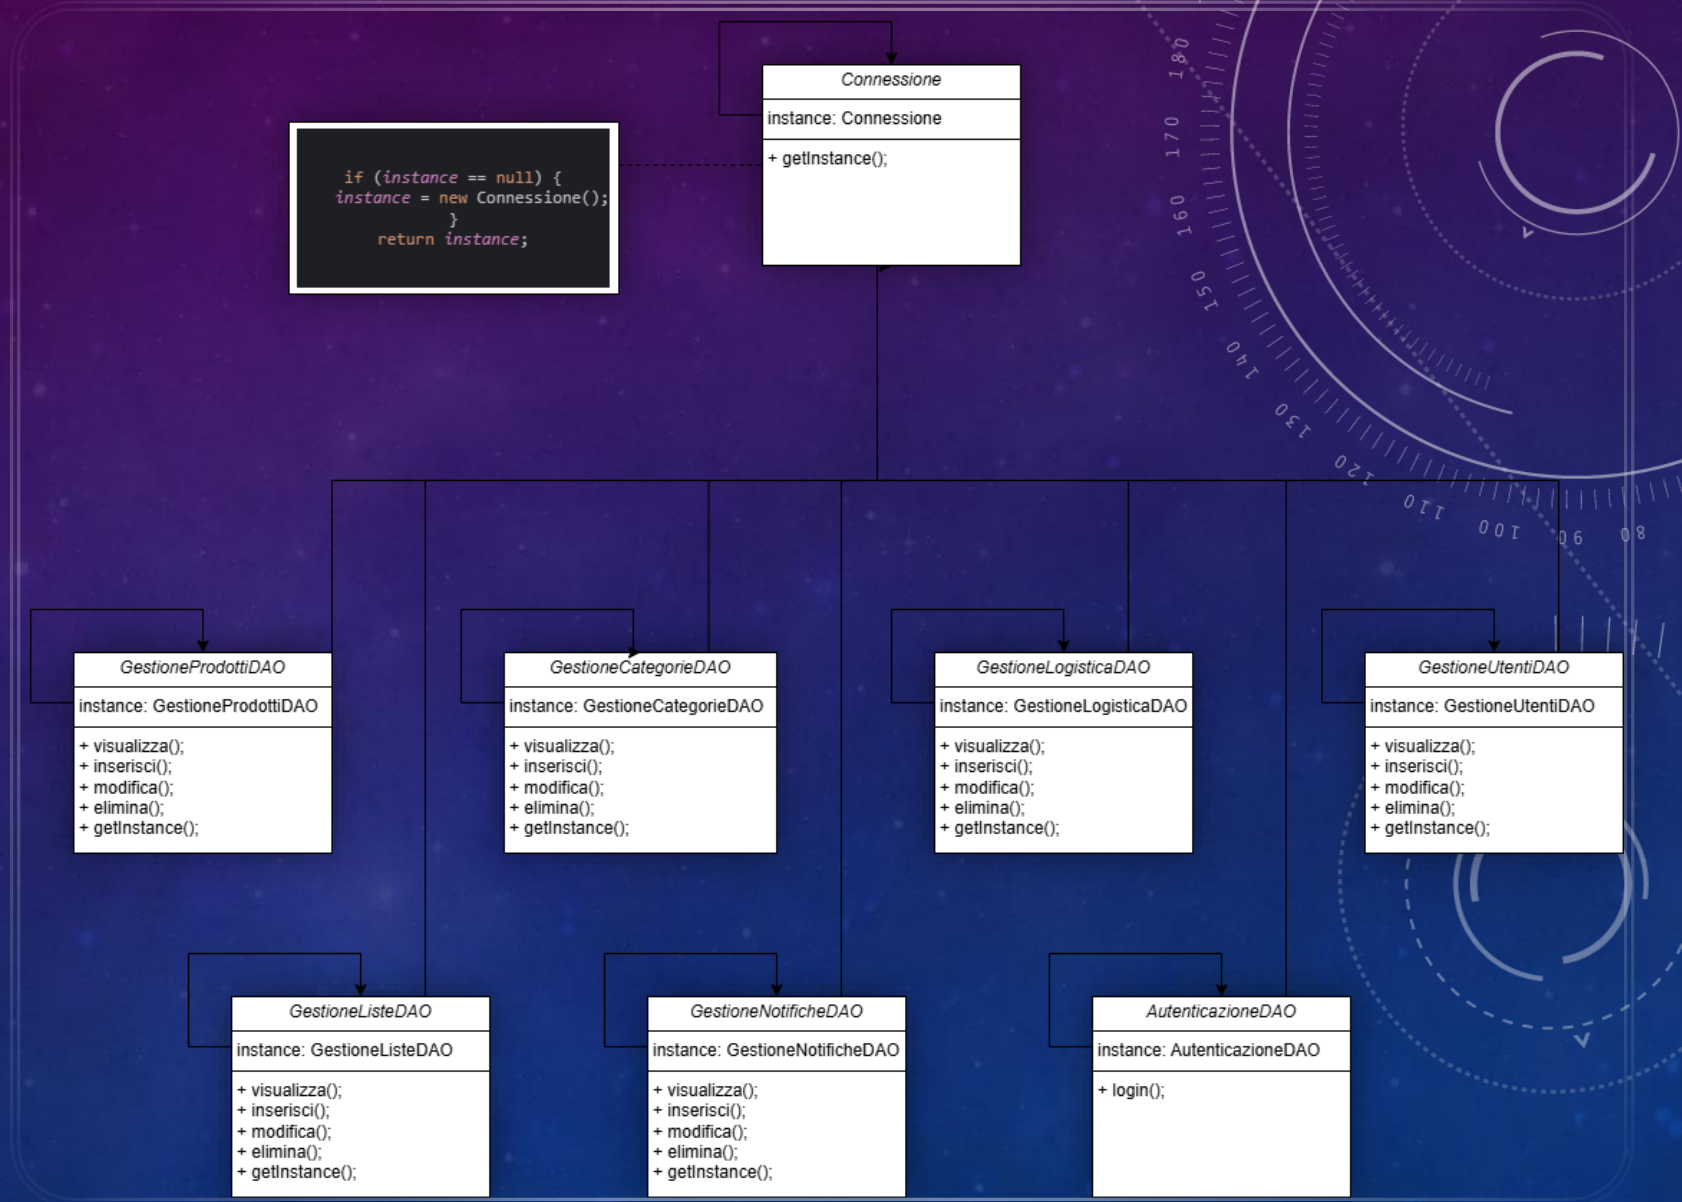 Connessione
instance: Connessione
+ getInstance();
if (instance == null) {
instance = new Connessione();
}
return instance;
180
170
160
150
140
130
120
110
100
90
80
GestioneProdottiDAO
instance: GestioneProdottiDAO
+ visualizza();
+ inserisci();
+ modifica();
+ elimina();
+ getInstance();
GestioneCategorieDAO
instance: GestioneCategorieDAO
+ visualizza();
+ inserisci();
+ modifica();
+ elimina();
+ getInstance();
GestioneLogisticaDAO
instance: GestioneLogisticaDAO
+ visualizza();
+ inserisci();
+ modifica();
+ elimina();
+ getInstance();
GestioneUtentiDAO
instance: GestioneUtentiDAO
+ visualizza();
+ inserisci();
+ modifica();
+ elimina();
+ getInstance();
GestioneListeDAO
instance: GestioneListeDAO
+ visualizza();
+ inserisci();
+ modifica();
+ elimina();
+ getInstance();
GestioneNotificheDAO
instance: GestioneNotificheDAO
+ visualizza();
+ inserisci();
+ modifica();
+ elimina();
+ getInstance();
AutenticazioneDAO
instance: AutenticazioneDAO
+ login();